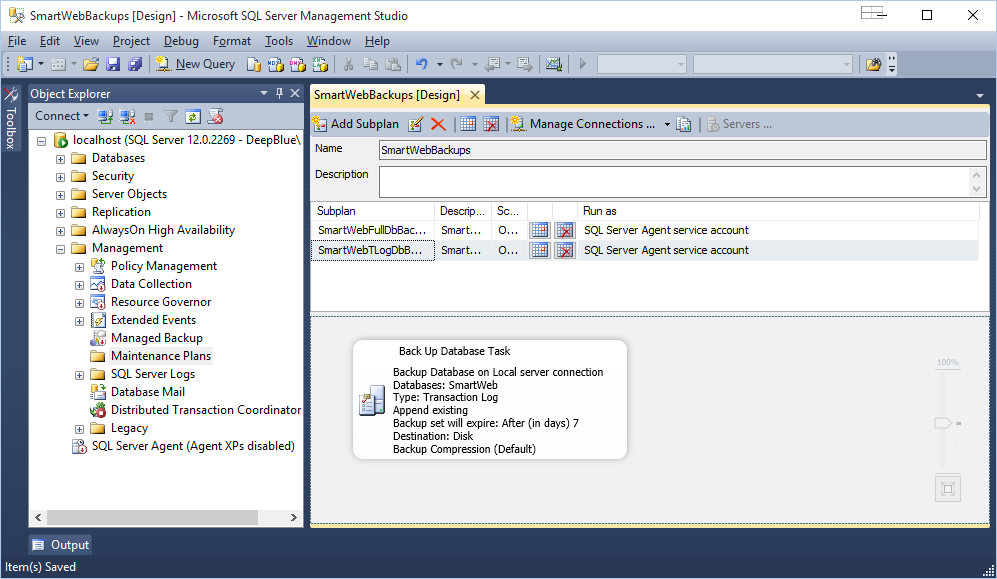 SmartWebBackups [Design] - Microsoft SQL Server Management Studio
File Edit View Project Debug Format Tools Window Help
New Query
Toolbox
Object Explorer
Connect
localhost (SQL Server 12.0.2269 - DeepBlue\
Databases
Security
Server Objects
Replication
AlwaysOn High Availability
Management
Policy Management
Data Collection
Resource Governor
Extended Events
Managed Backup
Maintenance Plans
SQL Server Logs
Database Mail
Distributed Transaction Coordinator
Legacy
SQL Server Agent (Agent XPs disabled)
SmartWebBackups [Design]
Add Subplan Manage Connections ... Servers ...
Name SmartWebBackups
Description
Subplan Descrip... Sc... Run as
SmartWebFullDbBac... Smart... O... SQL Server Agent service account
SmartWebTLogDbB... Smart... O... SQL Server Agent service account
Back Up Database Task
Backup Database on Local server connection
Databases: SmartWeb
Type: Transaction Log
Append existing
Backup set will expire: After (in days) 7
Destination: Disk
Backup Compression (Default)
100%
Output
Item(s) Saved